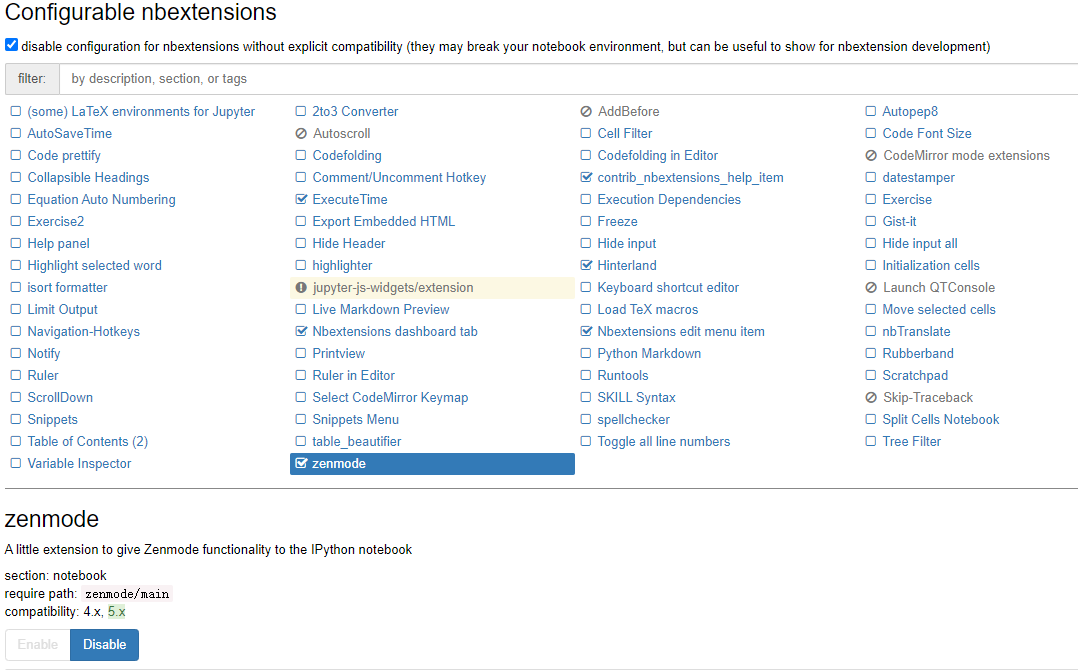 Configurable nbextensions
disable configuration for nbextensions without explicit compatibility (they may break your notebook environment, but can be useful to show for nbextension development)
filter: by description, section, or tags
(some) LaTeX environments for Jupyter 2to3 Converter AddBefore Autopep8
AutoSaveTime Autoscroll Cell Filter Code Font Size
Code prettify Codefolding Codefolding in Editor CodeMirror mode extensions
Collapsible Headings Comment/Uncomment Hotkey contrib_nbextensions_help_item datestamper
Equation Auto Numbering ExecuteTime Execution Dependencies Exercise
Exercise2 Export Embedded HTML Freeze Gist-it
Help panel Hide Header Hide input Hide input all
Highlight selected word highlighter Hinterland Initialization cells
isort formatter jupyter-js-widgets/extension Keyboard shortcut editor Launch QTConsole
Limit Output Live Markdown Preview Load TeX macros Move selected cells
Navigation-Hotkeys Nbextensions dashboard tab Nbextensions edit menu item nbTranslate
Notify Printview Python Markdown Rubberband
Ruler Ruler in Editor Runtools Scratchpad
ScrollDown Select CodeMirror Keymap SKILL Syntax Skip-Traceback
Snippets Snippets Menu spellchecker Split Cells Notebook
Table of Contents (2) table_beautifier Toggle all line numbers Tree Filter
Variable Inspector zenmode
zenmode
A little extension to give Zenmode functionality to the IPython notebook
section: notebook
require path: zenmode/main
compatibility: 4.x, 5.x
Enable Disable